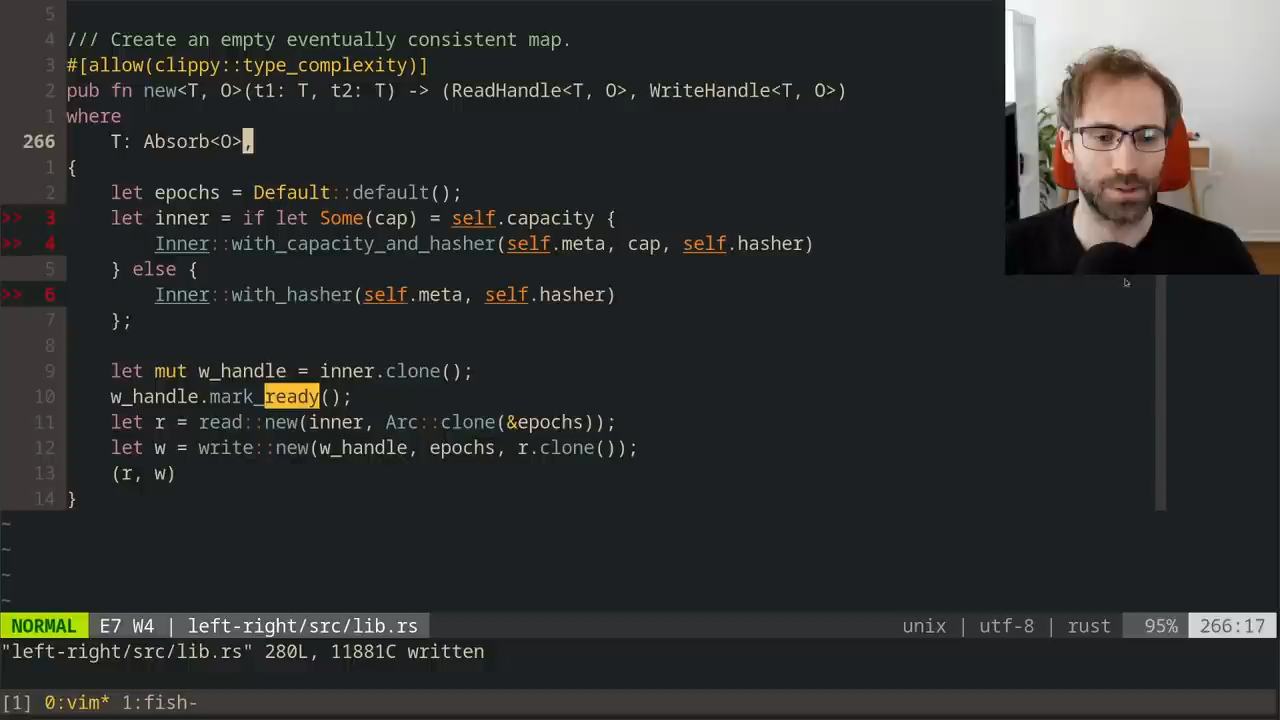 5
4 /// Create an empty eventually consistent map.
3 #[allow(clippy::type_complexity)]
2 pub fn new<T, O>(t1: T, t2: T) -> (ReadHandle<T, O>, WriteHandle<T, O>)
1 where
266     T: Absorb<O>,
1 {
2     let epochs = Default::default();
>> 3     let inner = if let Some(cap) = self.capacity {
>> 4         Inner::with_capacity_and_hasher(self.meta, cap, self.hasher)
5     } else {
>> 6         Inner::with_hasher(self.meta, self.hasher)
7     };
8
9     let mut w_handle = inner.clone();
10     w_handle.mark_ready();
11     let r = read::new(inner, Arc::clone(&epochs));
12     let w = write::new(w_handle, epochs, r.clone());
13     (r, w)
14 }
~
~
~
~
NORMAL E7 W4 | left-right/src/lib.rs unix | utf-8 | rust 95% 266:17
"left-right/src/lib.rs" 280L, 11881C written
[1] 0:vim* 1:fish-